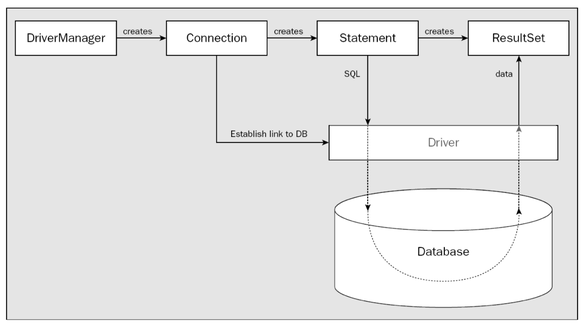 DriverManager
creates
Connection
creates
Statement
creates
ResultSet
SQL
data
Establish link to DB
Driver
Database